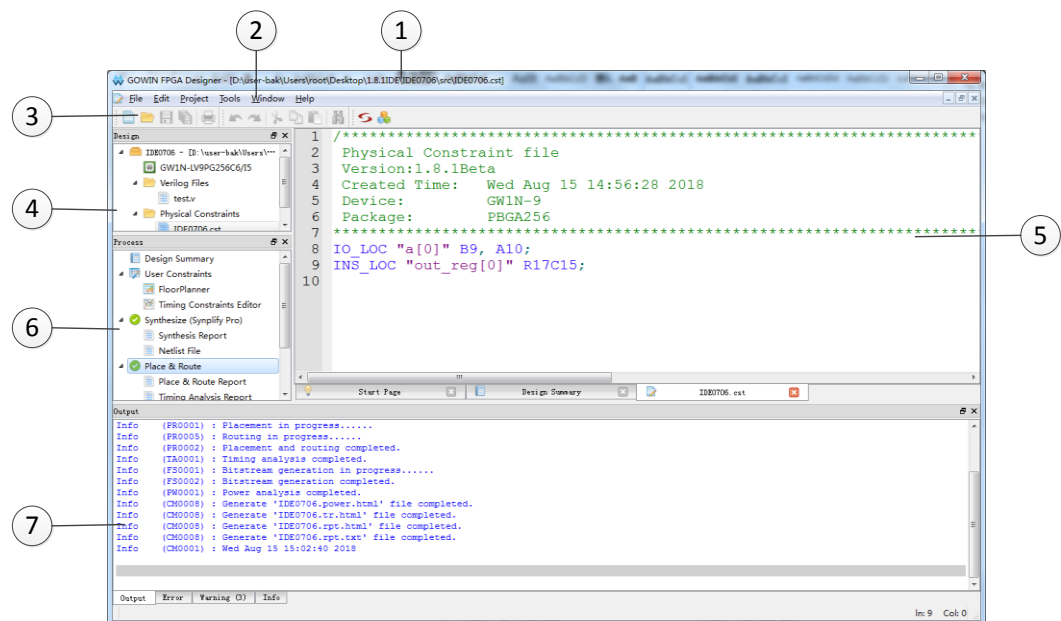 1
2
3
4
5
6
7
GOWIN FPGA Designer - [D:\user-bak\Users\root\Desktop\1.8.1IDE\IDE0706\src\IDE0706.cst]
File Edit Project Tools Window Help
Design
IDE0706 - [D:\user-bak\Users\...
GW1N-LV9PG256C6/I5
Verilog Files
test.v
Physical Constraints
IDE0706.cst
Process
Design Summary
User Constraints
FloorPlanner
Timing Constraints Editor
Synthesize (Synplify Pro)
Synthesis Report
Netlist File
Place & Route
Place & Route Report
Timing Analysis Report
1 /*****************************************************************
2 Physical Constraint file
3 Version:1.8.1Beta
4 Created Time: Wed Aug 15 14:56:28 2018
5 Device: GW1N-9
6 Package: PBGA256
7 ******************************************************************
8 IO_LOC "a[0]" B9, A10;
9 INS_LOC "out_reg[0]" R17C15;
10
Start Page Design Summary IDE0706.cst
Output
Info (PR0001) : Placement in progress......
Info (PR0005) : Routing in progress......
Info (PR0002) : Placement and routing completed.
Info (TA0001) : Timing analysis completed.
Info (FS0001) : Bitstream generation in progress......
Info (FS0002) : Bitstream generation completed.
Info (PW0001) : Power analysis completed.
Info (CM0008) : Generate 'IDE0706.power.html' file completed.
Info (CM0008) : Generate 'IDE0706.tr.html' file completed.
Info (CM0008) : Generate 'IDE0706.rpt.html' file completed.
Info (CM0008) : Generate 'IDE0706.rpt.txt' file completed.
Info (CM0001) : Wed Aug 15 15:02:40 2018
Output Error Warning (3) Info
In: 9 Col: 0